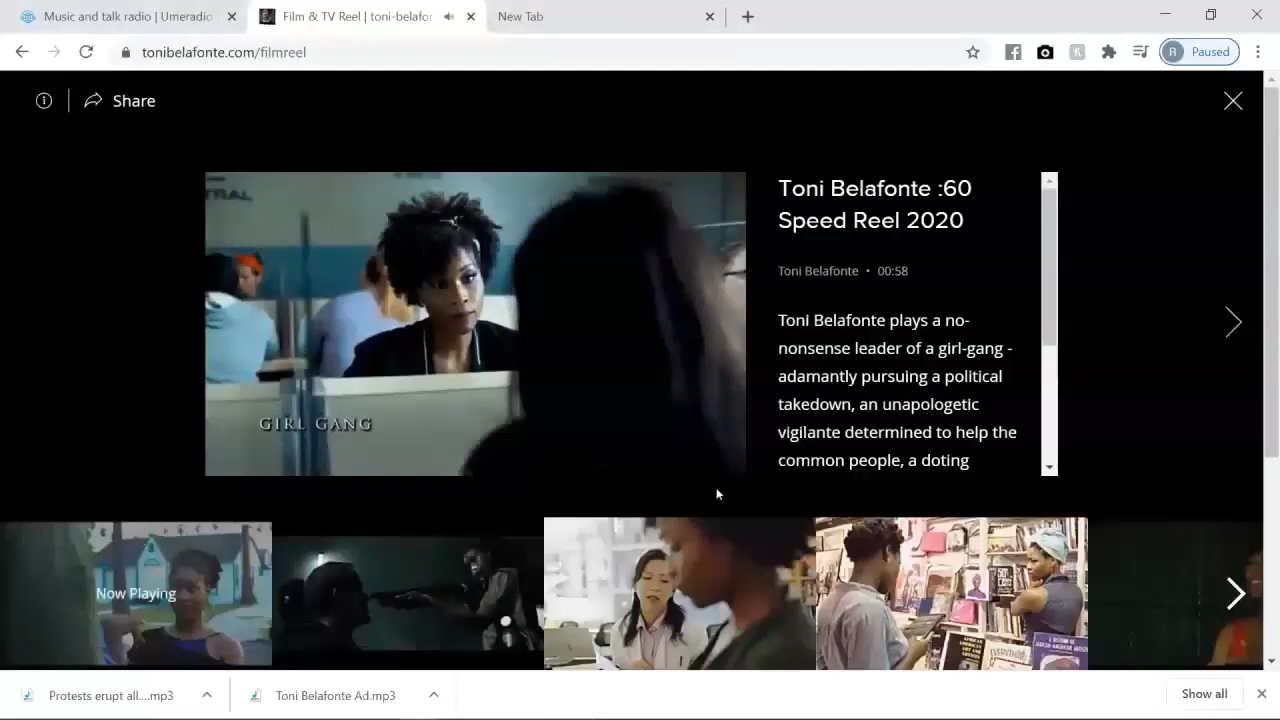 Music and talk radio | Umeradio
Film & TV Reel | toni-belafor
New Tab
tonibelafonte.com/filmreel
R Paused
Share
TRAL
Toni Belafonte :60
Speed Reel 2020
Toni Belafonte • 00:58
Toni Belafonte plays a no-
nonsense leader of a girl-gang -
adamantly pursuing a political
takedown, an unapologetic
vigilante determined to help the
common people, a doting
GIRL GANG
Now Playing
Protests erupt all....mp3
Toni Belafonte Ad.mp3
Show all